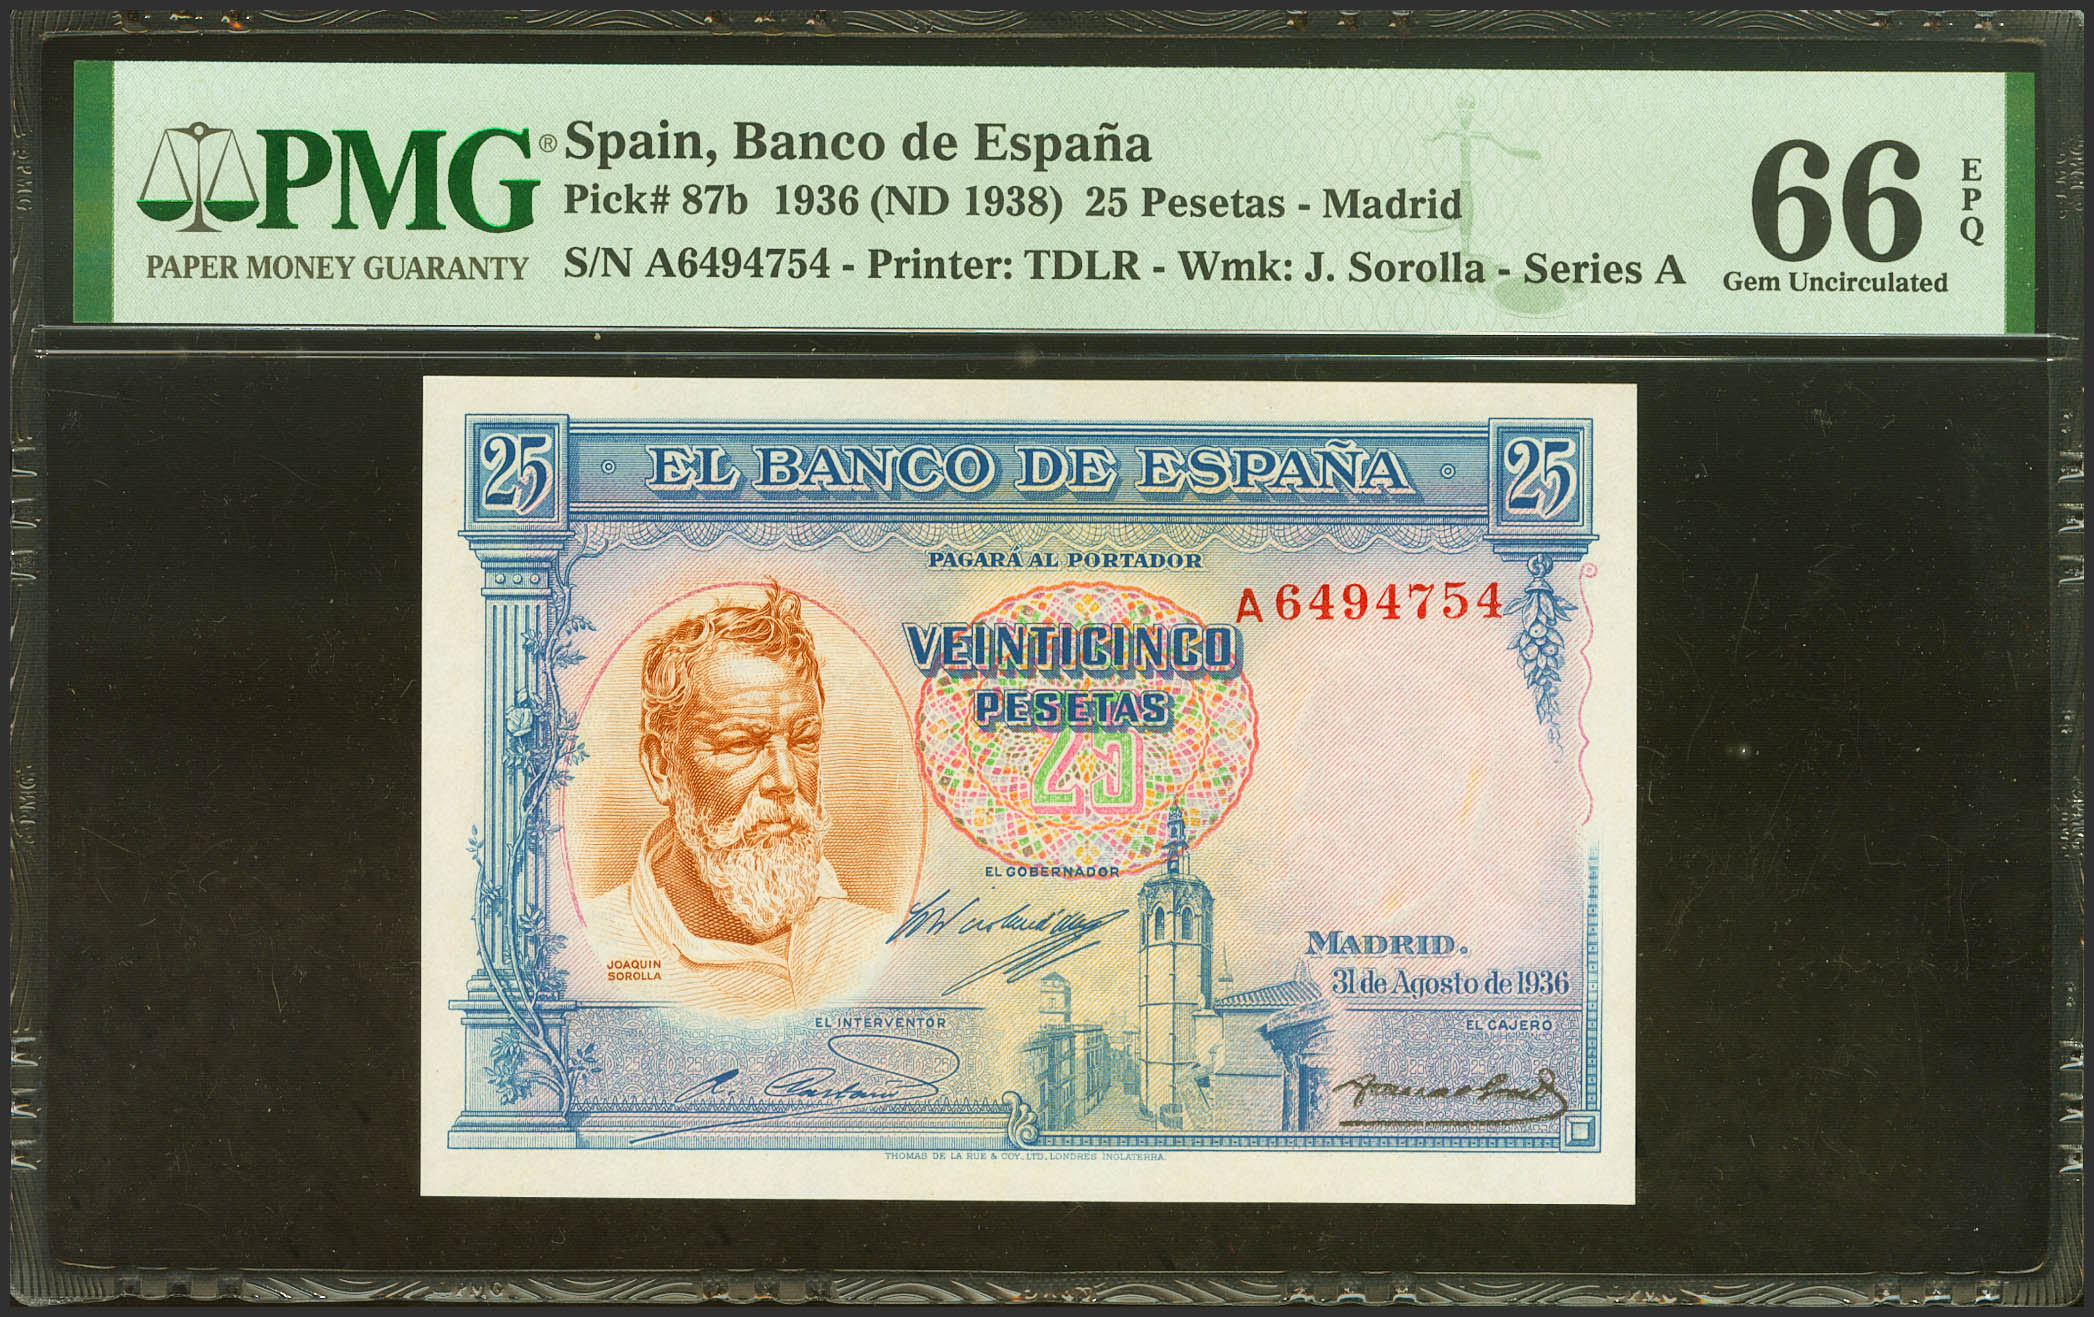 PMG®
PAPER MONEY GUARANTY
Spain, Banco de España
Pick# 87b 1936 (ND 1938) 25 Pesetas - Madrid
S/N A6494754 - Printer: TDLR - Wmk: J. Sorolla - Series A
66
EPQ
Gem Uncirculated
25
EL BANCO DE ESPAÑA
25
PAGARÁ AL PORTADOR
A6494754
VEINTICINCO
PESETAS
25
EL GOBERNADOR
JOAQUIN
SOROLLA
MADRID.
31 de Agosto de 1936
EL INTERVENTOR
EL CAJERO
THOMAS DE LA RUE & COY. LTD. LONDRES INGLATERRA.